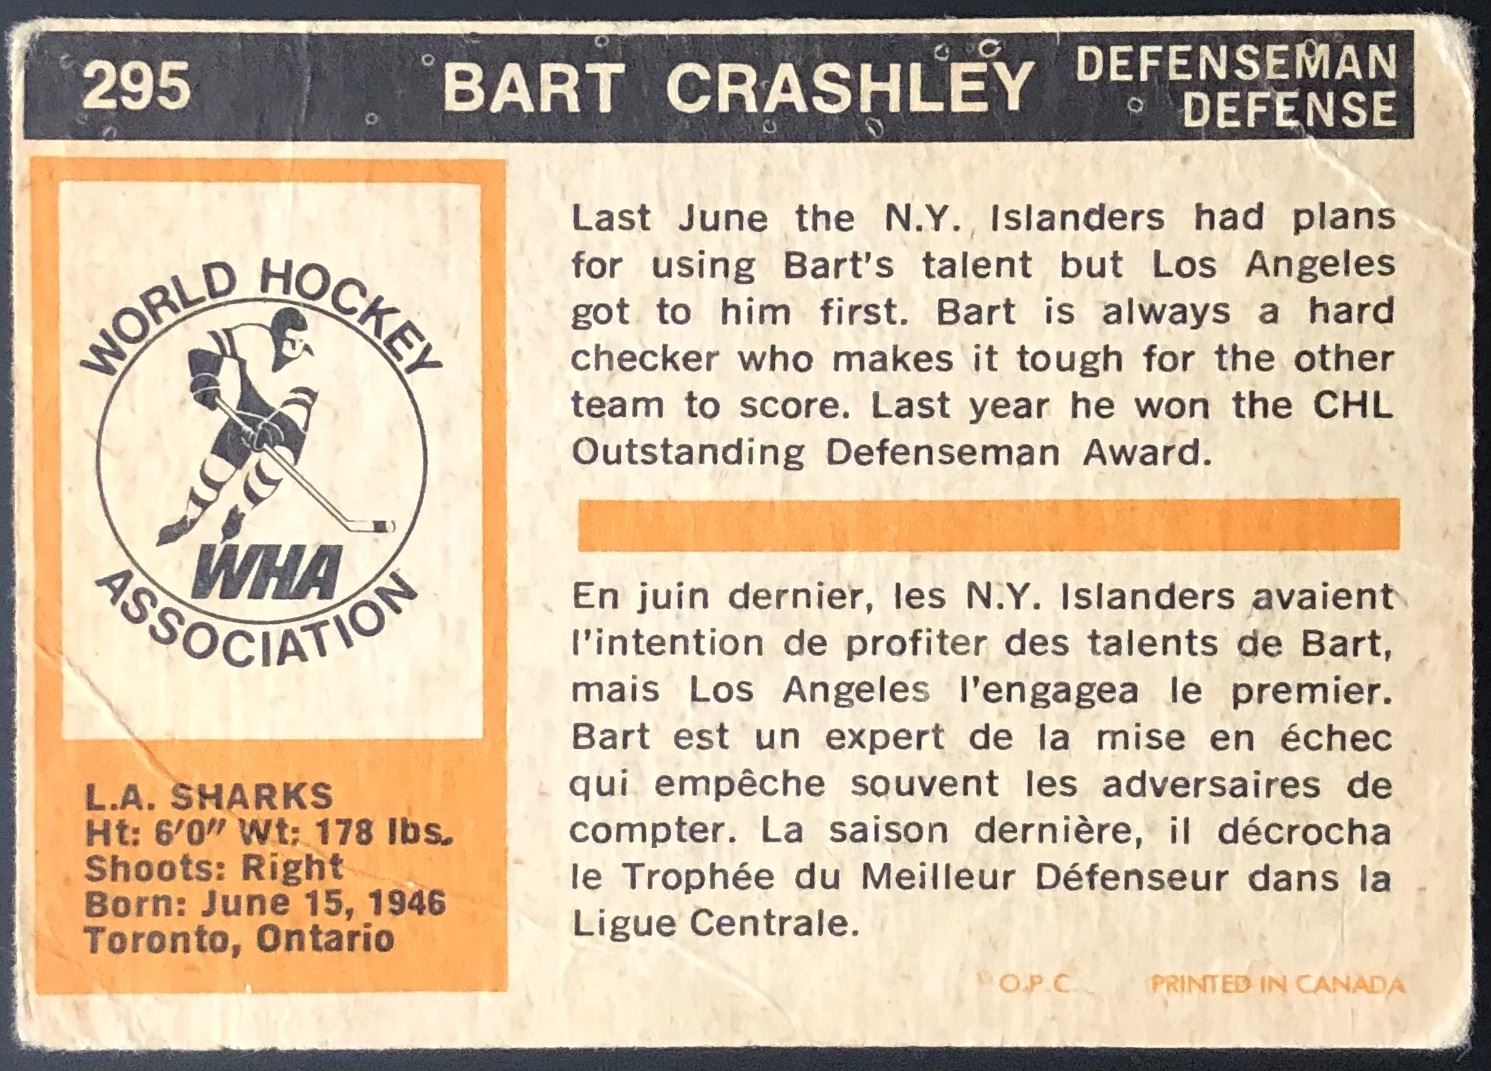 295 BART CRASHLEY DEFENSEMAN
DEFENSE
WORLD HOCKEY
WHA
ASSOCIATION
L.A. SHARKS
Ht: 6'0" Wt: 178 lbs.
Shoots: Right
Born: June 15, 1946
Toronto, Ontario
Last June the N.Y. Islanders had plans
for using Bart's talent but Los Angeles
got to him first. Bart is always a hard
checker who makes it tough for the other
team to score. Last year he won the CHL
Outstanding Defenseman Award.
En juin dernier, les N.Y. Islanders avaient
l'intention de profiter des talents de Bart,
mais Los Angeles l'engagea le premier.
Bart est un expert de la mise en échec
qui empêche souvent les adversaires de
compter. La saison dernière, il décrocha
le Trophée du Meilleur Défenseur dans la
Ligue Centrale.
O.P.C. PRINTED IN CANADA